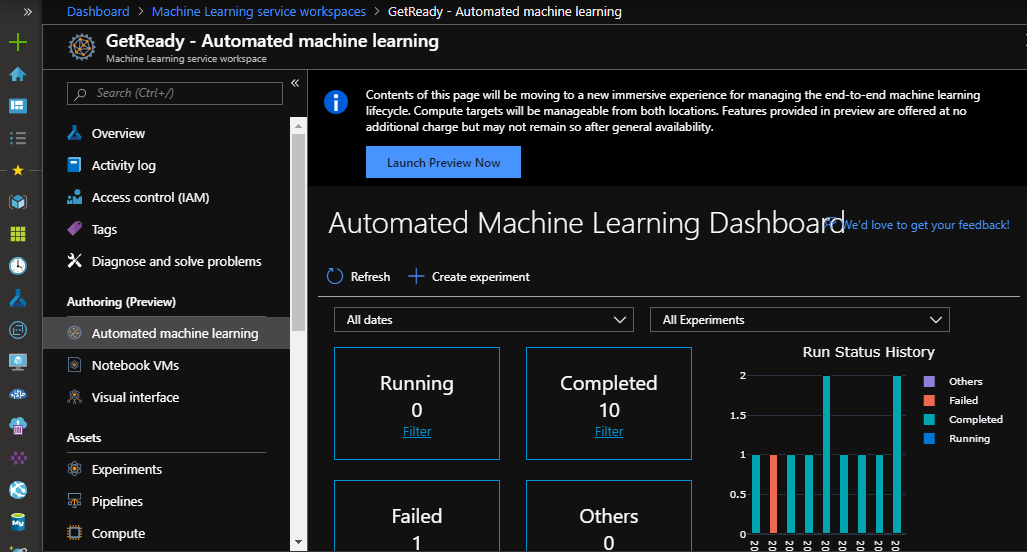 Dashboard > Machine Learning service workspaces > GetReady - Automated machine learning
GetReady - Automated machine learning
Machine Learning service workspace
Search (Ctrl+/)
Overview
Activity log
Access control (IAM)
Tags
Diagnose and solve problems
Authoring (Preview)
Automated machine learning
Notebook VMs
Visual interface
Assets
Experiments
Pipelines
Compute
My
Contents of this page will be moving to a new immersive experience for managing the end-to-end machine learning
lifecycle. Compute targets will be manageable from both locations. Features provided in preview are offered at no
additional charge but may not remain so after general availability.
Launch Preview Now
Automated Machine Learning Dashboard
We'd love to get your feedback!
Refresh
Create experiment
All dates
All Experiments
Running
0
Filter
Completed
10
Filter
Failed
1
Others
0
Run Status History
2
1.5
1
0.5
0
20
20
20
20
20
20
20
20
20
Others
Failed
Completed
Running